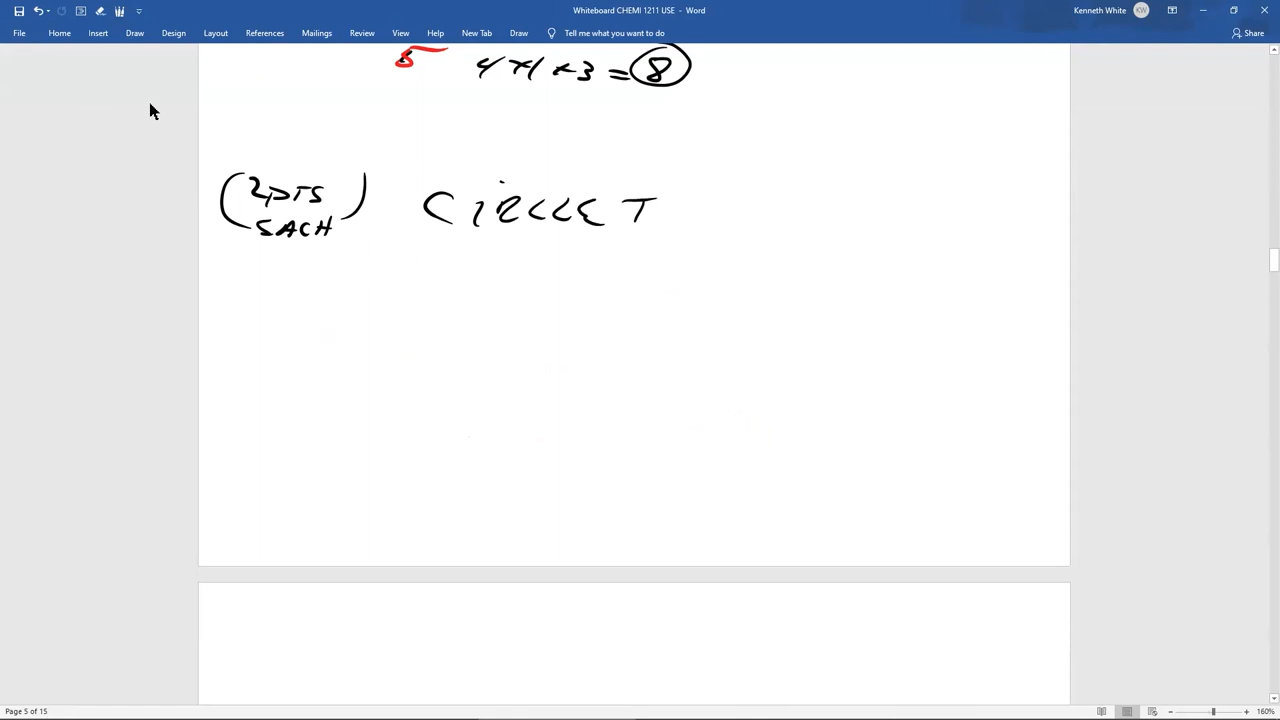 Whiteboard CHEMI 1211 USE - Word
Kenneth White KW
File Home Insert Draw Design Layout References Mailings Review View Help New Tab Draw Tell me what you want to do Share
4+1+3=8
(2PTS EACH) CIRCLE T
Page 5 of 15 160%